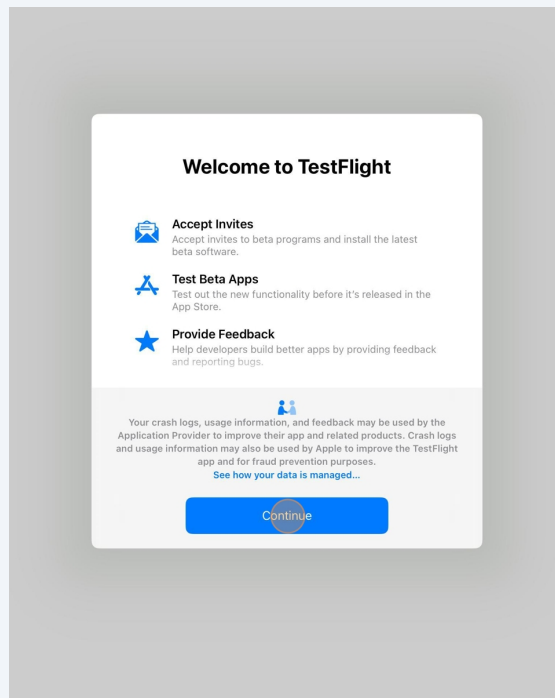 Welcome to TestFlight
Accept Invites
Accept invites to beta programs and install the latest
beta software.
Test Beta Apps
Test out the new functionality before it's released in the
App Store.
Provide Feedback
Help developers build better apps by providing feedback
and reporting bugs.
Your crash logs, usage information, and feedback may be used by the
Application Provider to improve their app and related products. Crash logs
and usage information may also be used by Apple to improve the TestFlight
app and for fraud prevention purposes.
See how your data is managed...
Continue